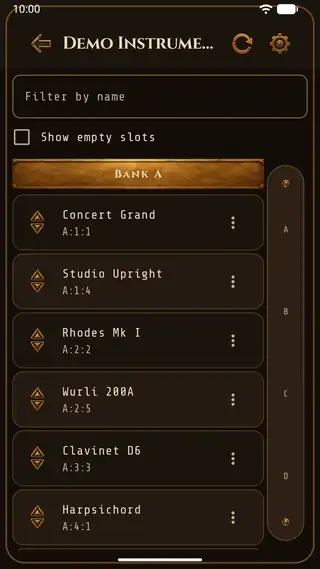 10:00
Demo Instrume...
Filter by name
Show empty slots
Bank A
Concert Grand
A:1:1
Studio Upright
A:1:4
Rhodes Mk I
A:2:2
Wurli 200A
A:2:5
Clavinet D6
A:3:3
Harpsichord
A:4:1
A
B
C
D